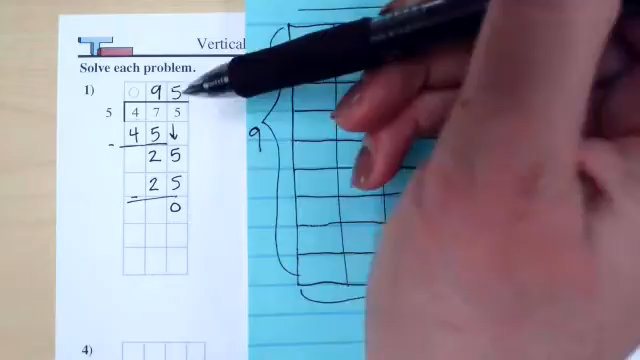 Vertical
Solve each problem.
1)
0 9 5
5 4 7 5
- 4 5 ↓
2 5
- 2 5
0
9
4)